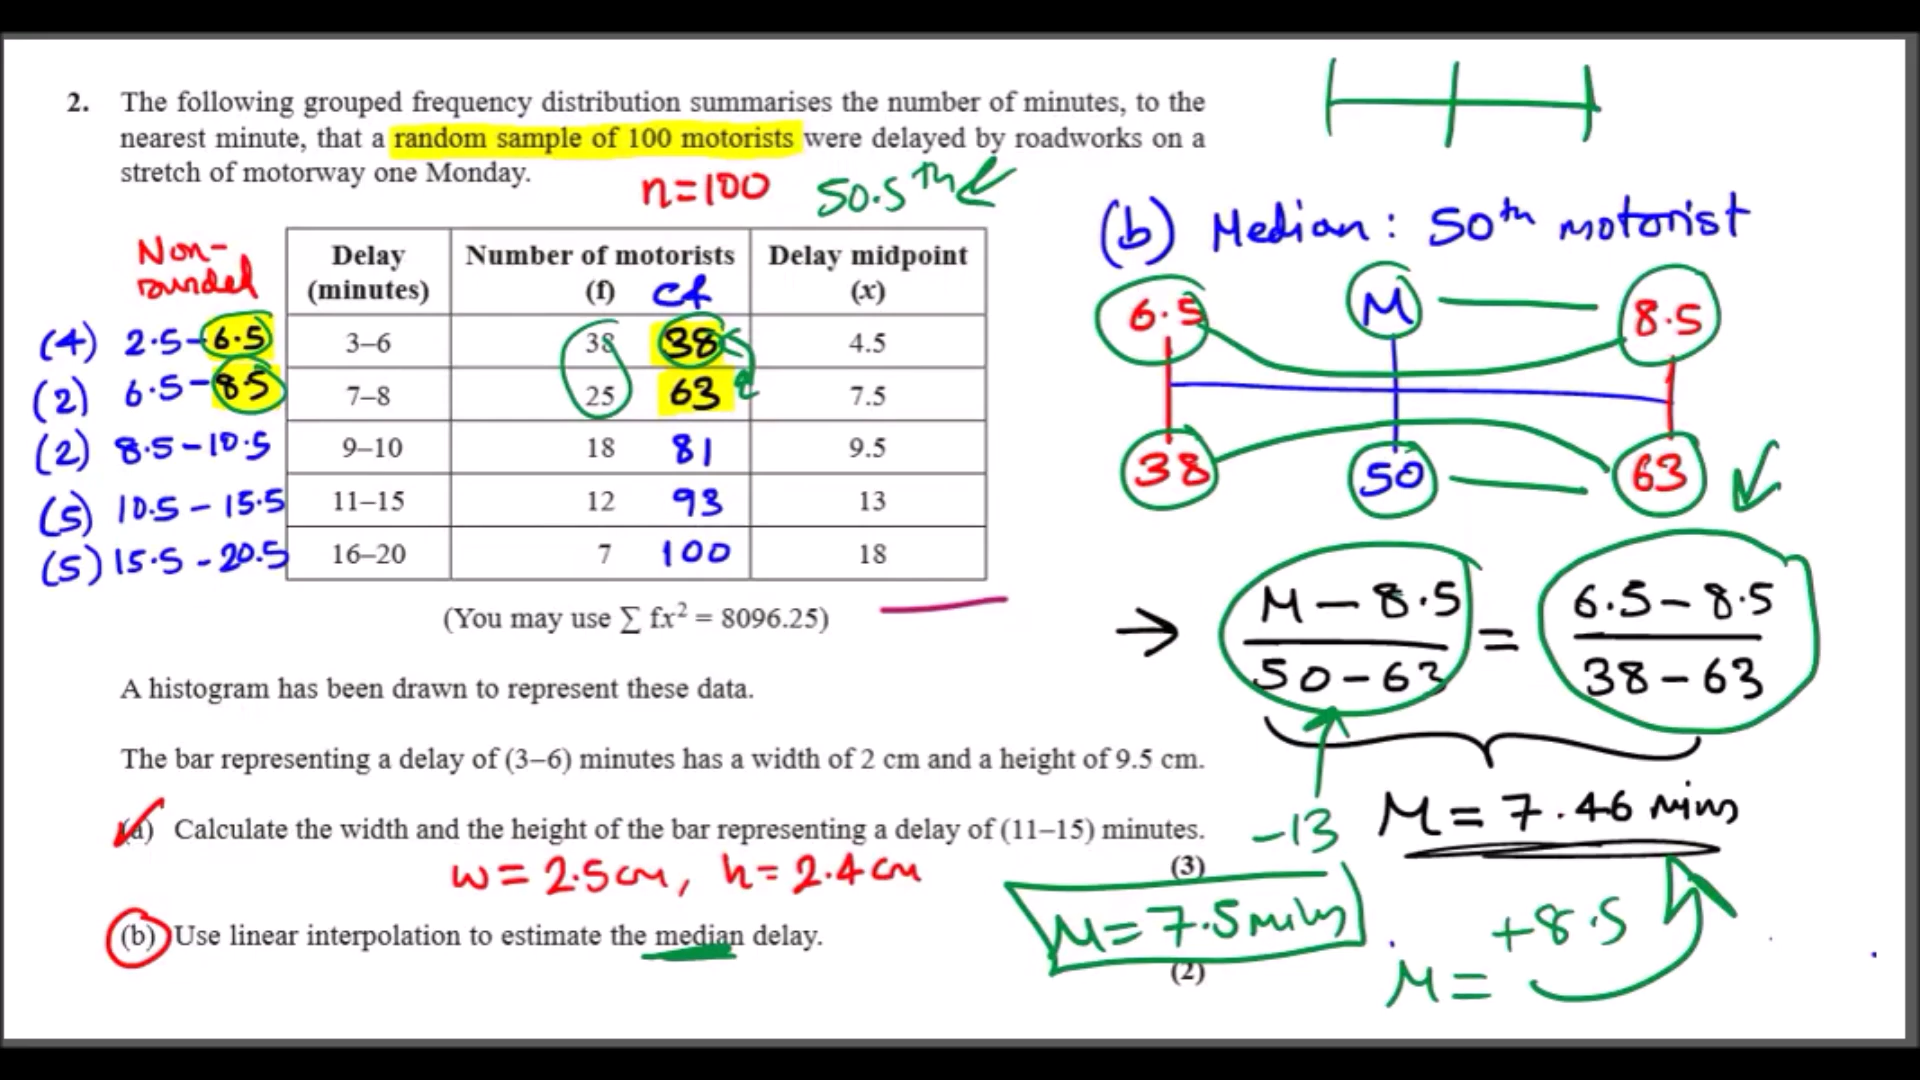 2. The following grouped frequency distribution summarises the number of minutes, to the
nearest minute, that a random sample of 100 motorists were delayed by roadworks on a
stretch of motorway one Monday.
n=100 50.5th
Non-
rounded
Delay (minutes) Number of motorists (f) cf Delay midpoint (x)
(4) 2.5-6.5 3–6 38 38 4.5
(2) 6.5-8.5 7–8 25 63 7.5
(2) 8.5-10.5 9–10 18 81 9.5
(5) 10.5-15.5 11–15 12 93 13
(5) 15.5-20.5 16–20 7 100 18
(You may use ∑ fx² = 8096.25)
A histogram has been drawn to represent these data.
The bar representing a delay of (3–6) minutes has a width of 2 cm and a height of 9.5 cm.
(a) Calculate the width and the height of the bar representing a delay of (11–15) minutes.
(3)
w=2.5cm, h=2.4cm
(b) Use linear interpolation to estimate the median delay.
(2)
(b) Median: 50th motorist
6.5 M 8.5
38 50 63
→ M-8.5 = 6.5-8.5
50-63 38-63
-13
M=7.46 mins
M=7.5 mins
+8.5
M=